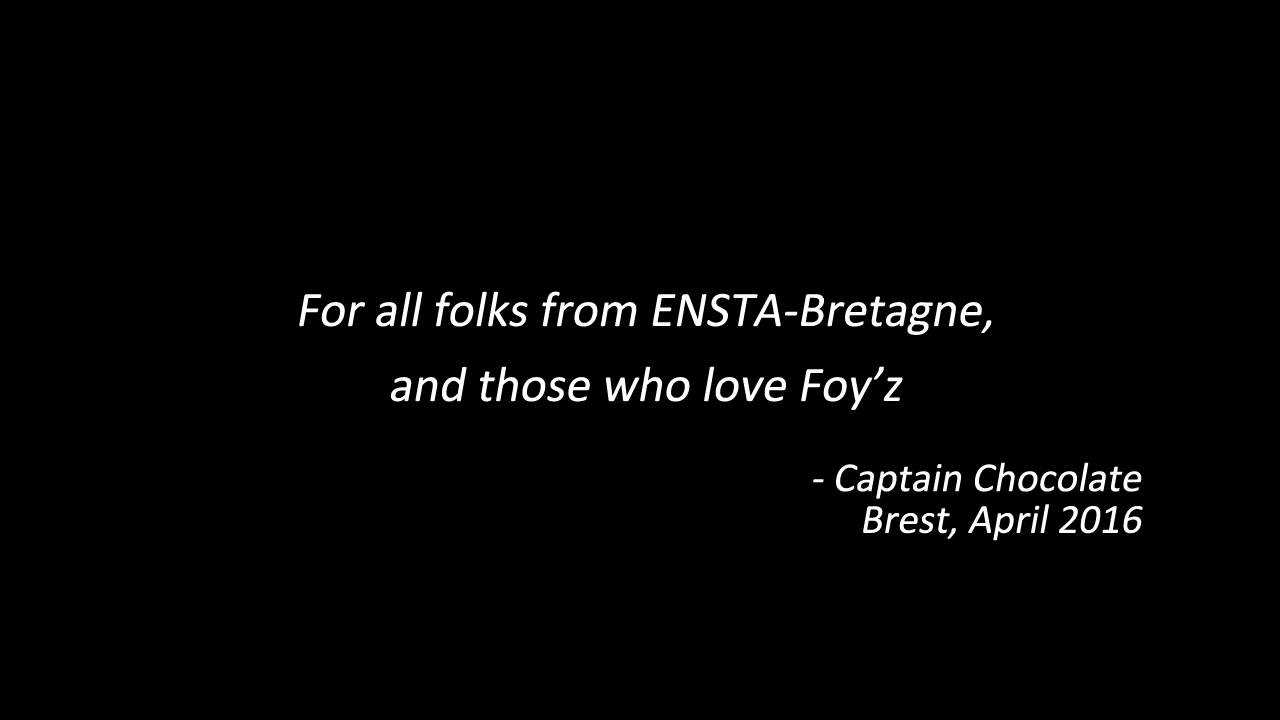 For all folks from ENSTA-Bretagne,
and those who love Foy’z
- Captain Chocolate
Brest, April 2016